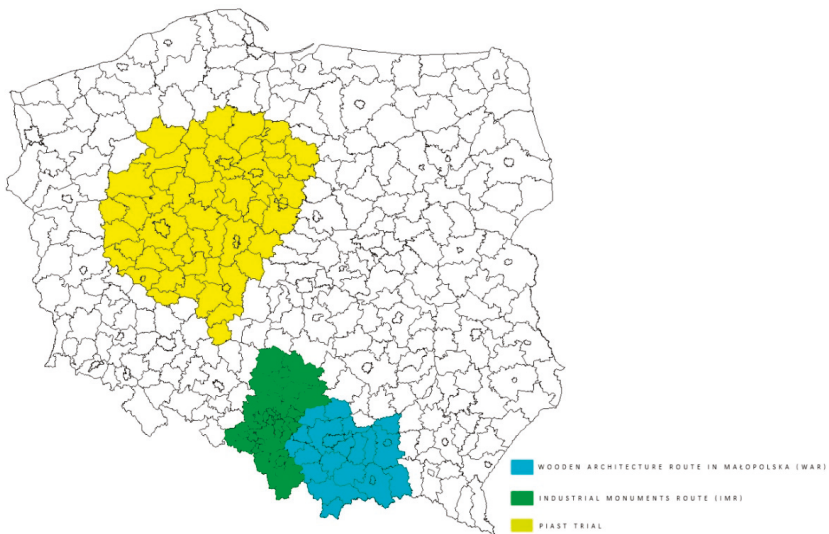 WOODEN ARCHITECTURE ROUTE IN MAŁOPOLSKA (WAR)
INDUSTRIAL MONUMENTS ROUTE (IMR)
PIAST TRIAL